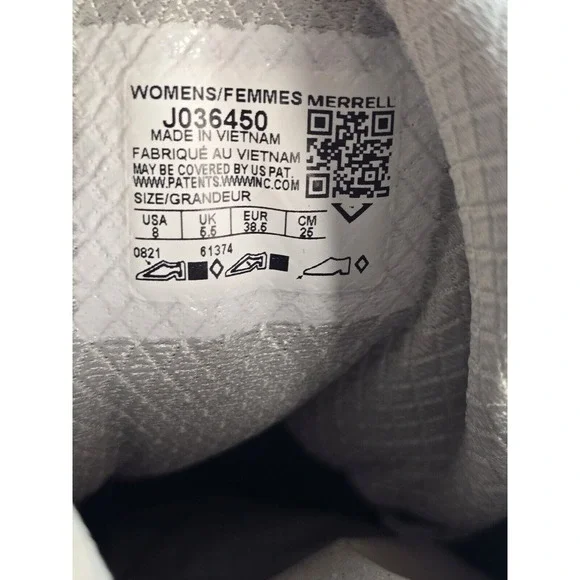 WOMENS/FEMMES MERRELL
J036450
MADE IN VIETNAM
FABRIQUÉ AU VIETNAM
MAY BE COVERED BY US PAT.
WWW.PATENTS.WWWINC.COM
SIZE/GRANDEUR
USA UK EUR CM
8 5.5 38.5 25
0821 61374